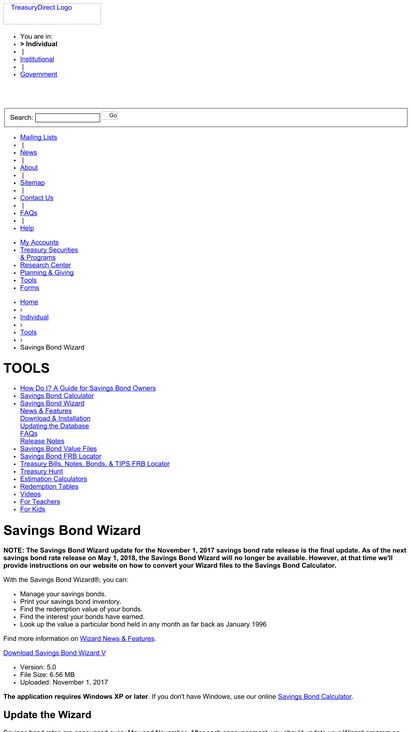 TreasuryDirect Logo
You are in:
> Individual
|
Institutional
|
Government
Search: Go
Mailing Lists
|
News
|
About
|
Sitemap
|
Contact Us
|
FAQs
|
Help
My Accounts
Treasury Securities
& Programs
Research Center
Planning & Giving
Tools
Forms
Home
›
Individual
›
Tools
›
Savings Bond Wizard
TOOLS
How Do I? A Guide for Savings Bond Owners
Savings Bond Calculator
Savings Bond Wizard
News & Features
Download & Installation
Updating the Database
FAQs
Release Notes
Savings Bond Value Files
Savings Bond FRB Locator
Treasury Bills, Notes, Bonds, & TIPS FRB Locator
Treasury Hunt
Estimation Calculators
Redemption Tables
Videos
For Teachers
For Kids
Savings Bond Wizard
NOTE: The Savings Bond Wizard update for the November 1, 2017 savings bond rate release is the final update. As of the next
savings bond rate release on May 1, 2018, the Savings Bond Wizard will no longer be available. However, at that time we'll
provide instructions on our website on how to convert your Wizard files to the Savings Bond Calculator.
With the Savings Bond Wizard®, you can:
Manage your savings bonds.
Print your savings bond inventory.
Find the redemption value of your bonds.
Find the interest your bonds have earned.
Look up the value a particular bond held in any month as far back as January 1996
Find more information on Wizard News & Features.
Download Savings Bond Wizard V
Version: 5.0
File Size: 6.56 MB
Uploaded: November 1, 2017
The application requires Windows XP or later. If you don't have Windows, use our online Savings Bond Calculator.
Update the Wizard